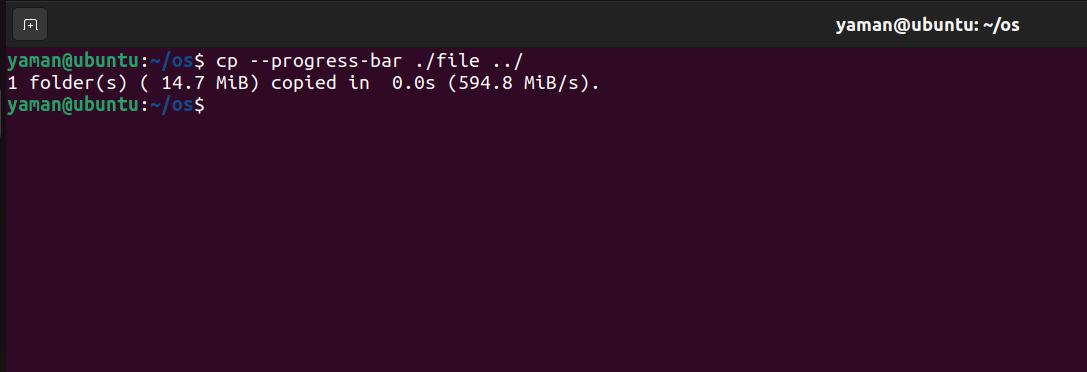 yaman@ubuntu: ~/os
yaman@ubuntu:~/os$ cp --progress-bar ./file ../
1 folder(s) ( 14.7 MiB) copied in  0.0s (594.8 MiB/s).
yaman@ubuntu:~/os$